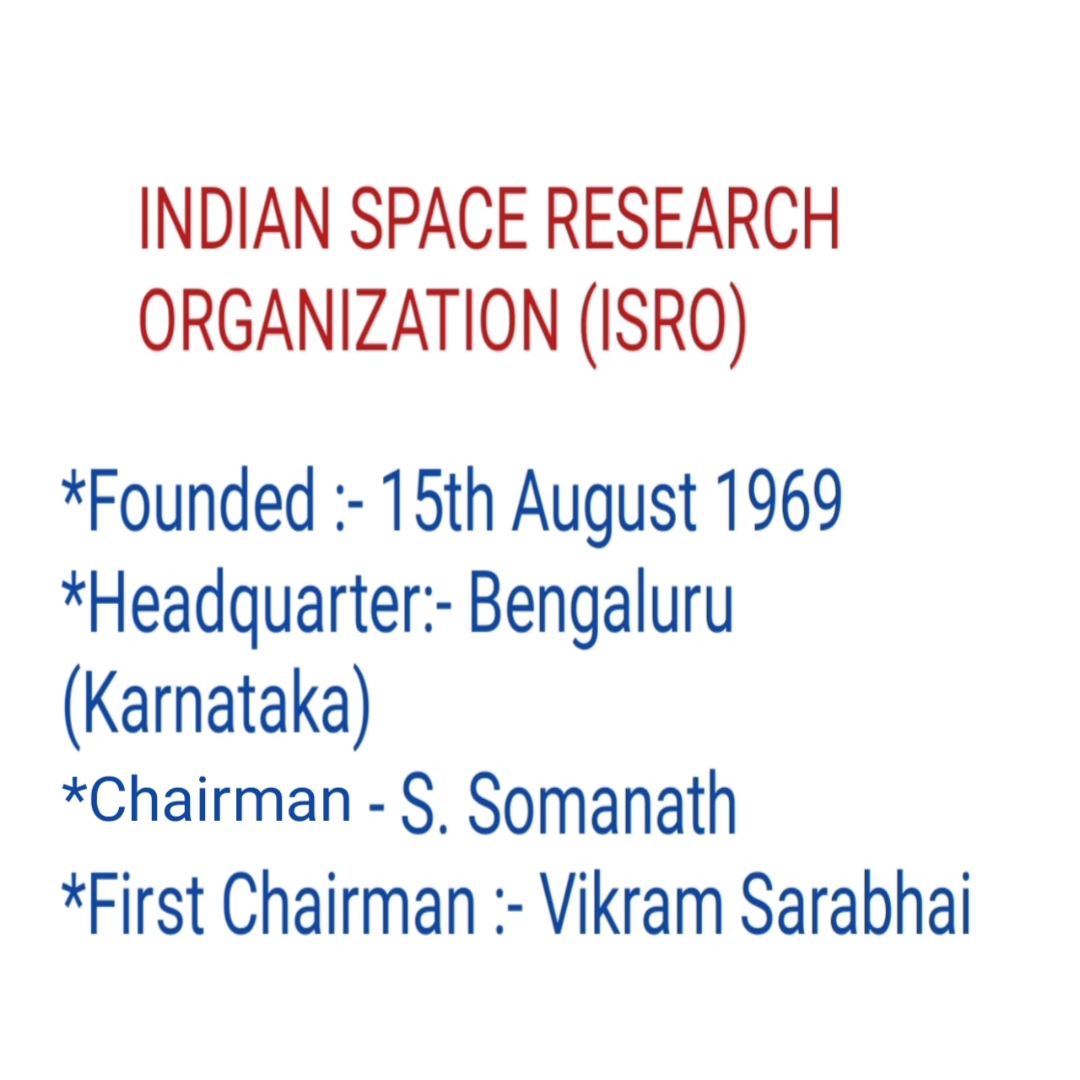 INDIAN SPACE RESEARCH
ORGANIZATION (ISRO)
*Founded :- 15th August 1969
*Headquarter:- Bengaluru
(Karnataka)
*Chairman - S. Somanath
*First Chairman :- Vikram Sarabhai